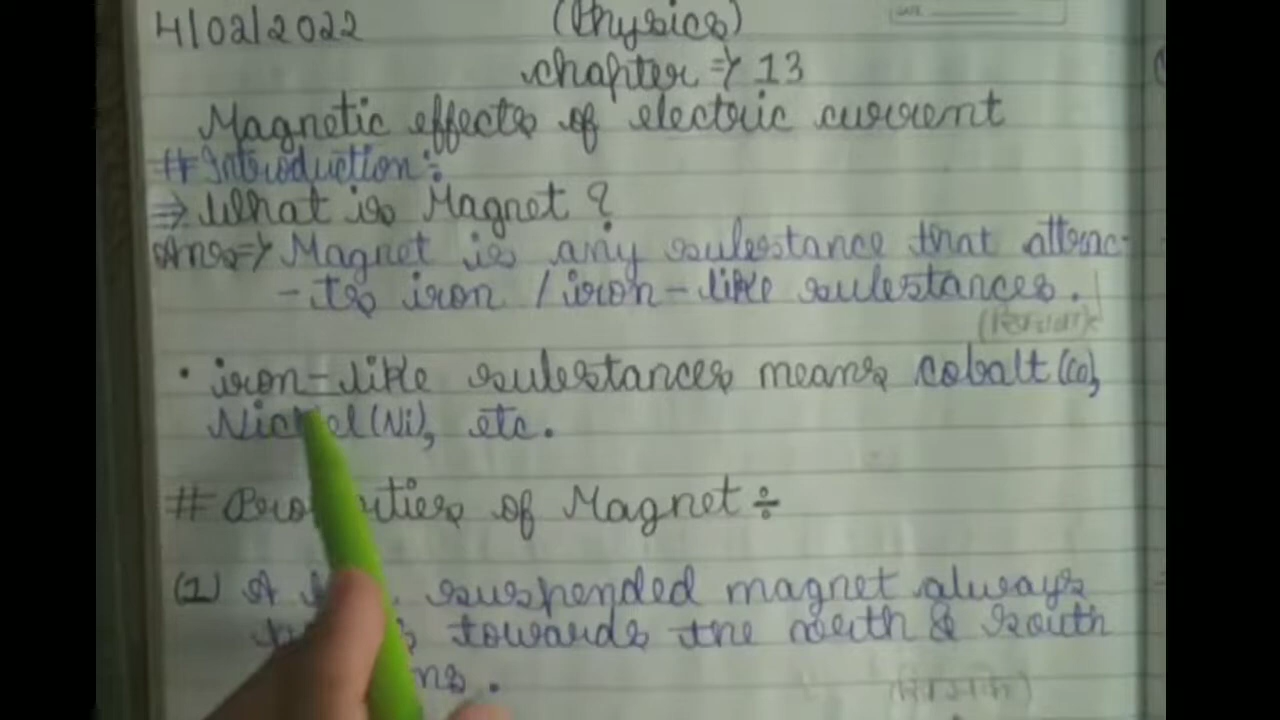 4/02/2022 (Physics)
chapter ⇒ 13
Magnetic effects of electric current
# Introduction ÷
⇒ What is Magnet ?
Ans ⇒ Magnet is any substance that attrac-
-ts iron / iron-like substances.
• iron-like substances means cobalt (Co),
Nickel (Ni), etc.
# Properties of Magnet ÷
(1) A suspended magnet always
towards the north & south